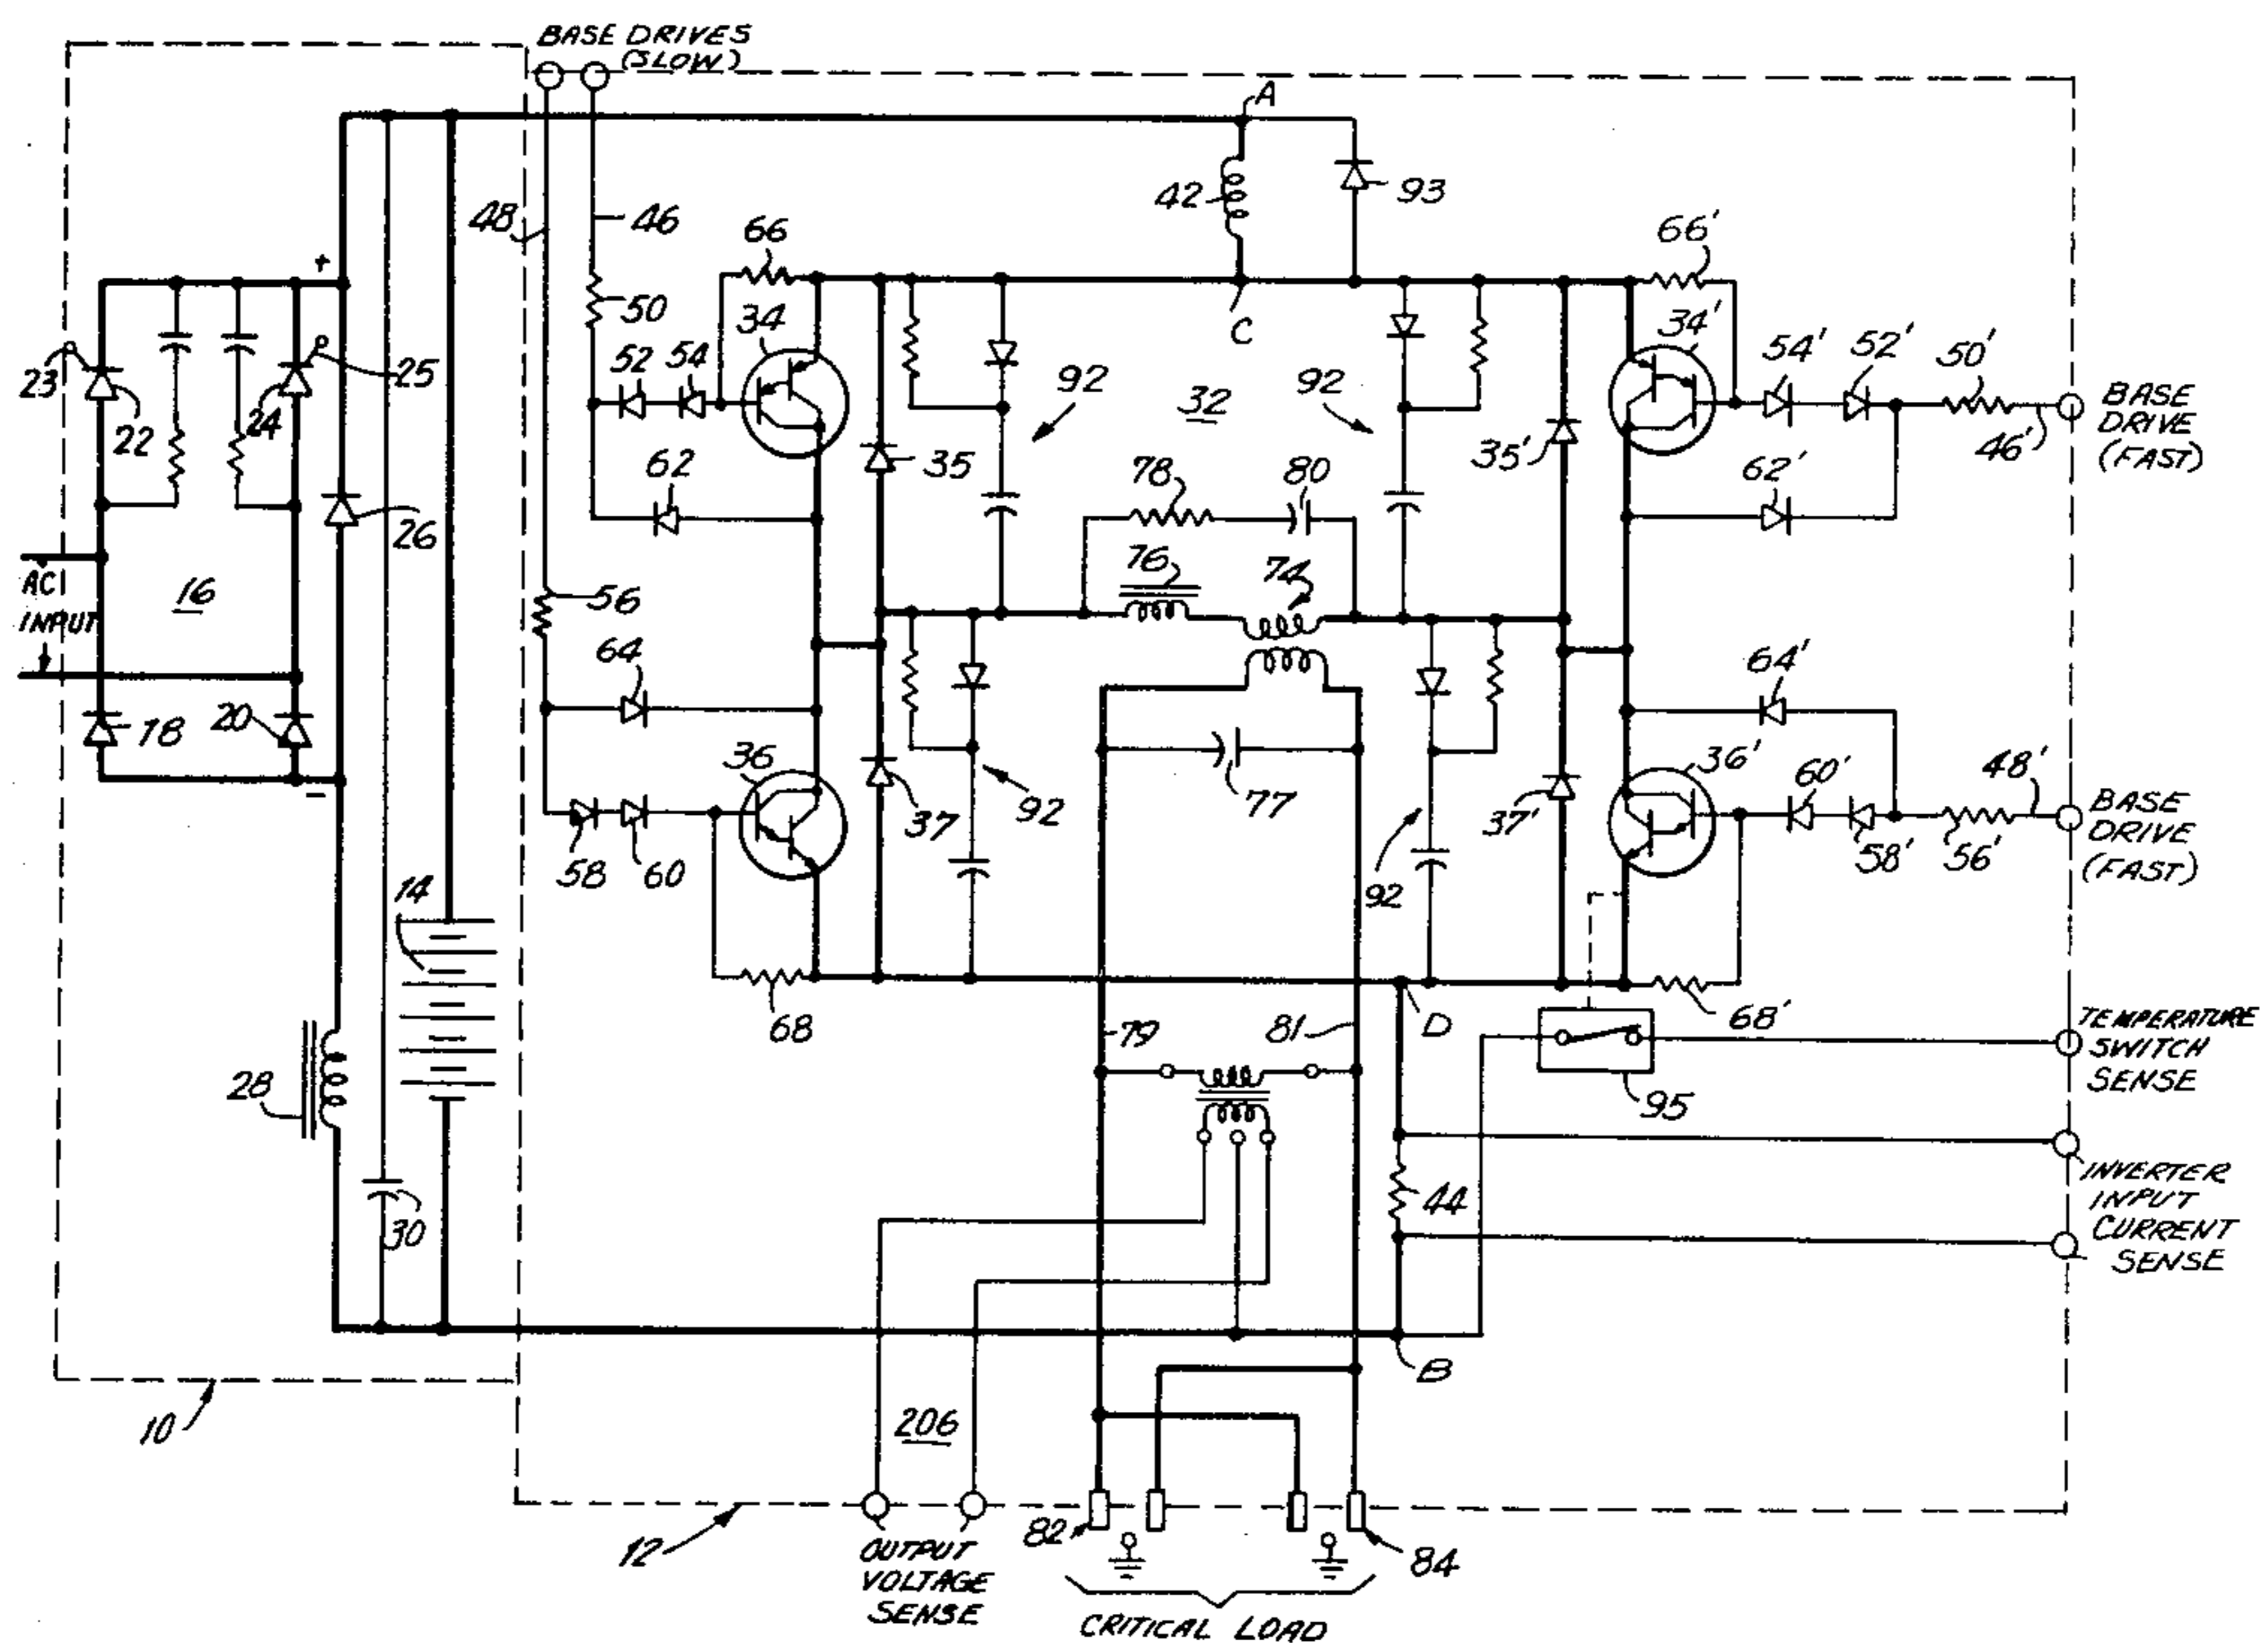 BASE DRIVES
(SLOW)
A
42
93
48
46
66
66'
+
50
34
C
34'
23
22
24
25
52
54
92
32
92
54'
52'
50'
BASE
DRIVE
(FAST)
46'
62
35
78
80
35'
62'
26
AC
INPUT
16
56
76
74
64
64'
18
20
36
36'
-
37
92
77
37'
60'
48'
BASE
DRIVE
(FAST)
58
60
58'
56'
14
92
68
79
81
D
68'
TEMPERATURE
SWITCH
SENSE
28
95
30
44
INVERTER
INPUT
CURRENT
SENSE
B
10
206
12
82
84
OUTPUT
VOLTAGE
SENSE
CRITICAL LOAD